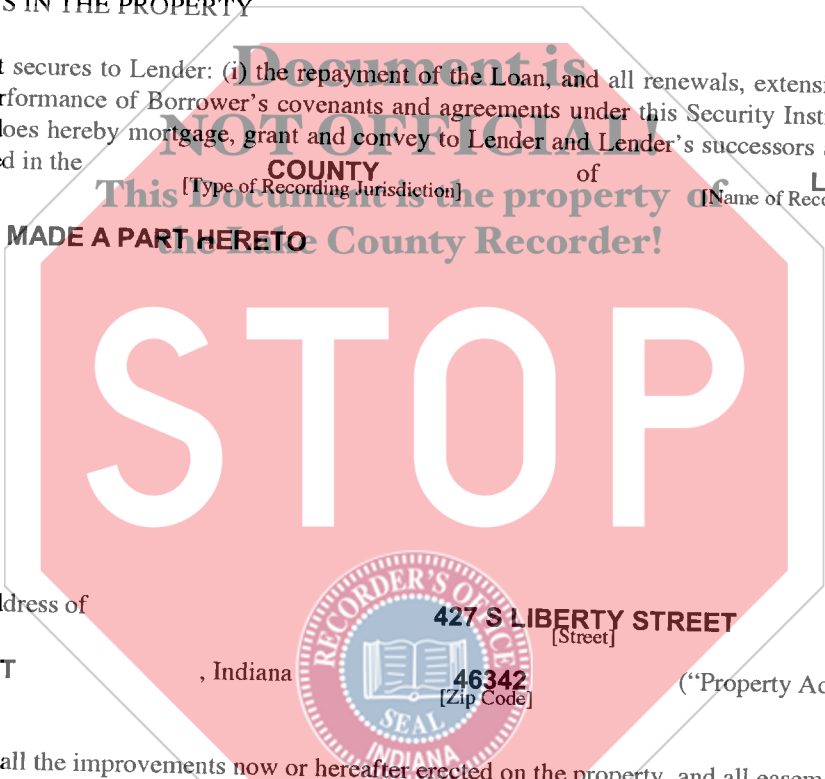 S IN THE PROPERTY
t secures to Lender: (i) the repayment of the Loan, and all renewals, extensi
rformance of Borrower's covenants and agreements under this Security Inst
does hereby mortgage, grant and convey to Lender and Lender's successors
d in the COUNTY of L
[Type of Recording Jurisdiction] [Name of Reco
MADE A PART HERETO
Document is
NOT OFFICIAL!
This Document is the property of
the Lake County Recorder!
STOP
ddress of 427 S LIBERTY STREET
[Street]
T , Indiana 46342 ("Property Ad
[Zip Code]
RECORDER'S OFFICE
SEAL
INDIANA
all the improvements now or hereafter erected on the property, and all easem